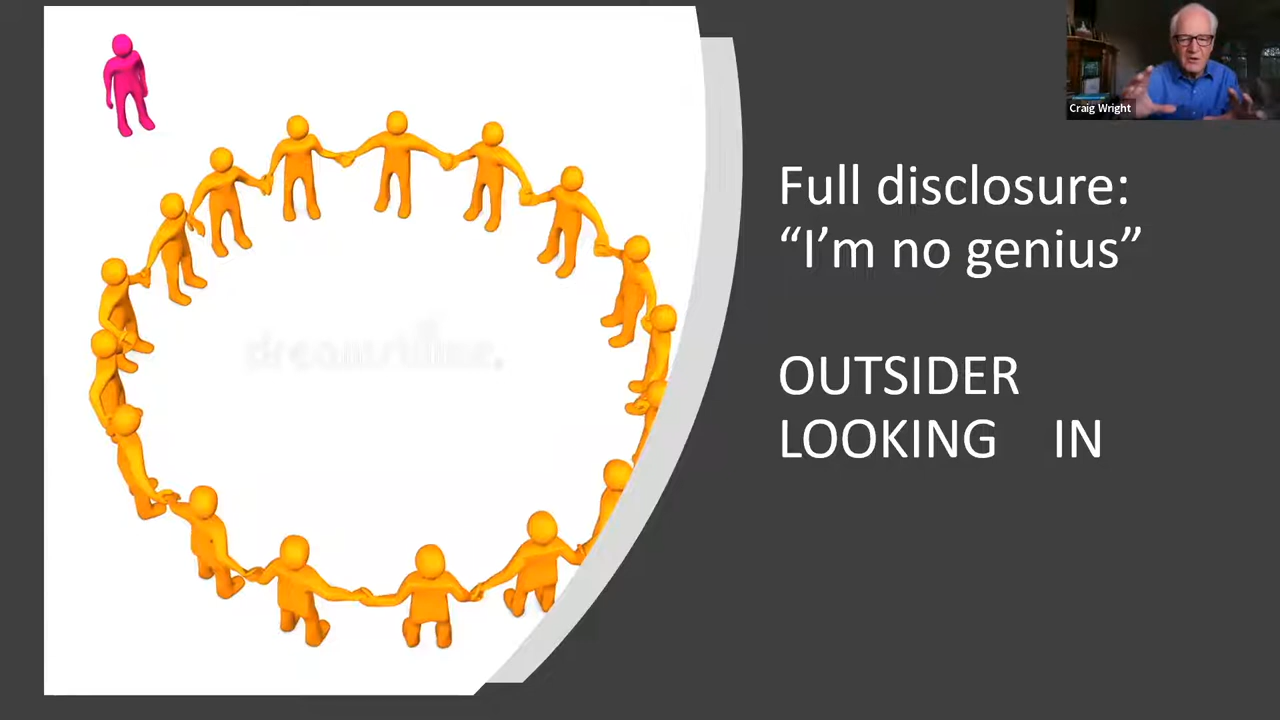 Craig Wright
Full disclosure:
“I’m no genius”
OUTSIDER
LOOKING IN